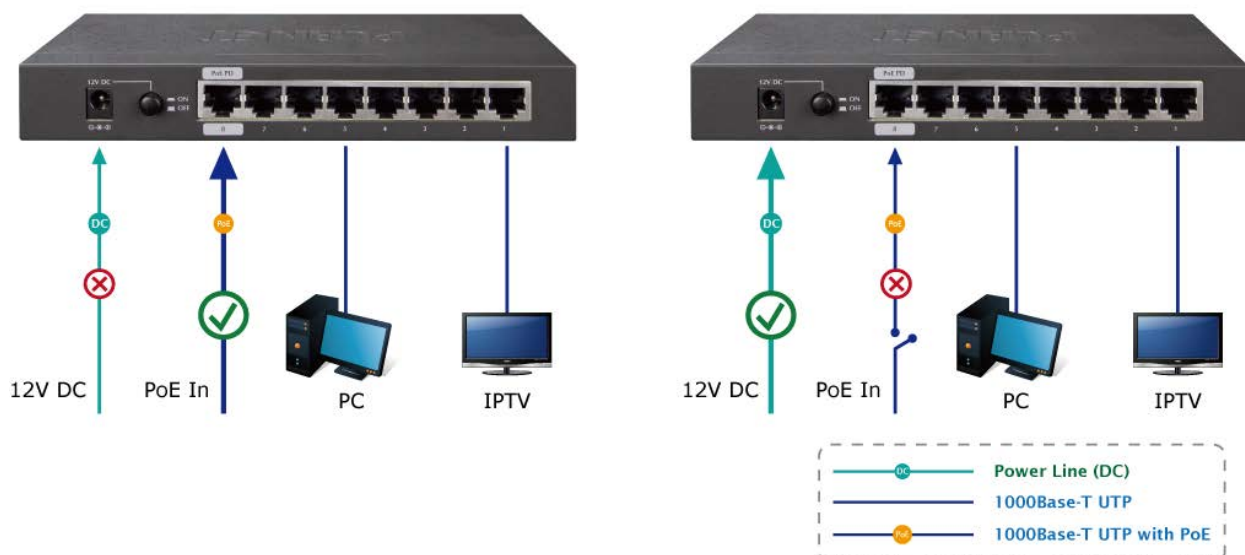 PLANET
PLANET
PoE PD
12V DC
ON
OFF
8 7 6 5 4 3 2 1
PoE PD
12V DC
ON
OFF
8 7 6 5 4 3 2 1
DC
PoE
DC
PoE
12V DC
PoE In
PC
IPTV
12V DC
PoE In
PC
IPTV
DC Power Line (DC)
1000Base-T UTP
PoE 1000Base-T UTP with PoE